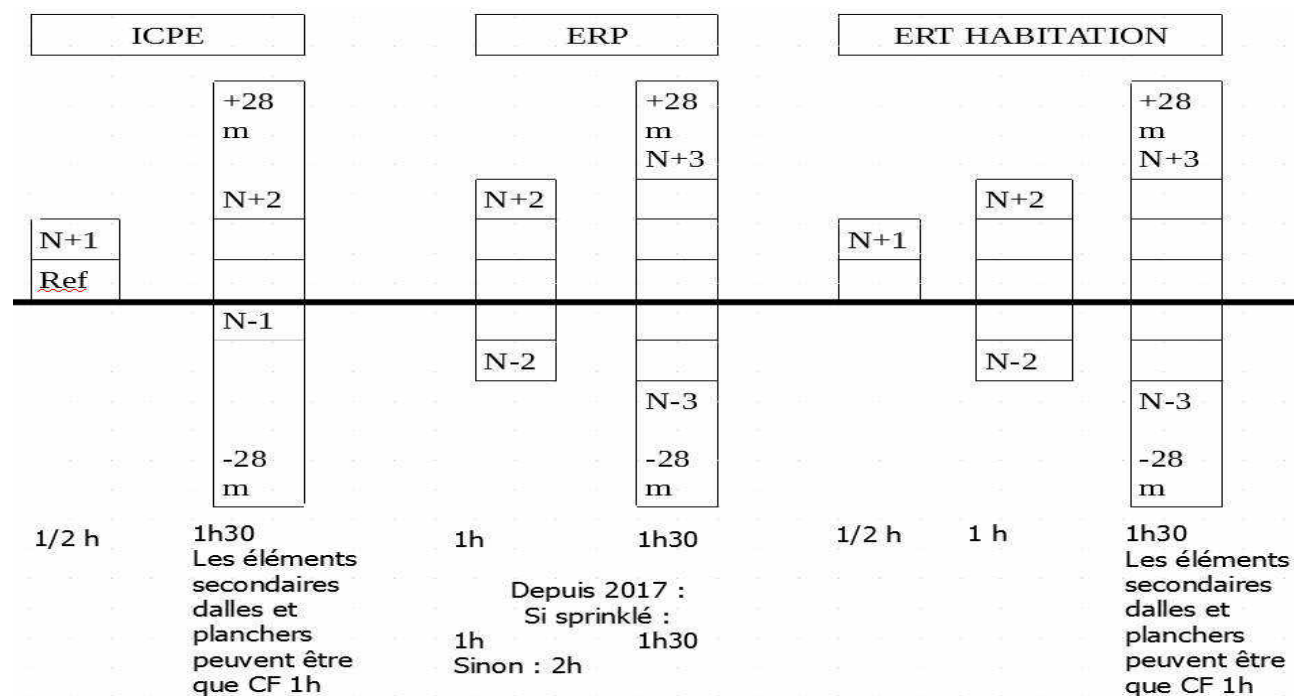 ICPE
ERP
ERT HABITATION
+28
m
N+2
N+1
Ref
N-1
-28
m
N+2
N-2
+28
m
N+3
N-3
-28
m
N+1
N+2
N-2
+28
m
N+3
N-3
-28
m
1/2 h
1h30
Les éléments
secondaires
dalles et
planchers
peuvent être
que CF 1h
1h
1h30
Depuis 2017 :
Si sprinklé :
1h
1h30
Sinon : 2h
1/2 h
1 h
1h30
Les éléments
secondaires
dalles et
planchers
peuvent être
que CF 1h